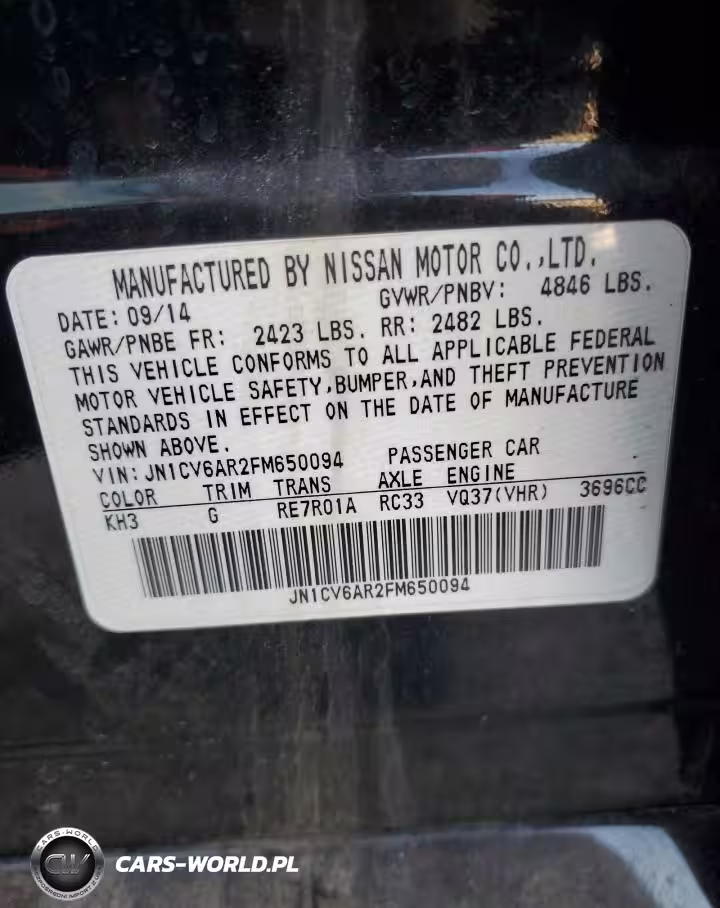 MANUFACTURED BY NISSAN MOTOR CO.,LTD.
DATE: 09/14 GVWR/PNBV: 4846 LBS.
GAWR/PNBE FR: 2423 LBS. RR: 2482 LBS.
THIS VEHICLE CONFORMS TO ALL APPLICABLE FEDERAL
MOTOR VEHICLE SAFETY,BUMPER,AND THEFT PREVENTION
STANDARDS IN EFFECT ON THE DATE OF MANUFACTURE
SHOWN ABOVE.
VIN: JN1CV6AR2FM650094 PASSENGER CAR
COLOR TRIM TRANS AXLE ENGINE
KH3 G RE7R01A RC33 VQ37(VHR) 3696CC
JN1CV6AR2FM650094
CARS-WORLD
CW
CARS-WORLD.PL